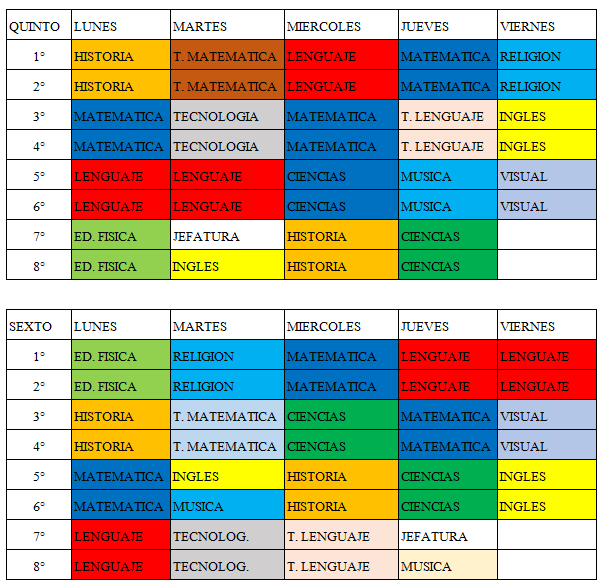 QUINTO LUNES MARTES MIERCOLES JUEVES VIERNES
1° HISTORIA T. MATEMATICA LENGUAJE MATEMATICA RELIGION
2° HISTORIA T. MATEMATICA LENGUAJE MATEMATICA RELIGION
3° MATEMATICA TECNOLOGIA MATEMATICA T. LENGUAJE INGLES
4° MATEMATICA TECNOLOGIA MATEMATICA T. LENGUAJE INGLES
5° LENGUAJE LENGUAJE CIENCIAS MUSICA VISUAL
6° LENGUAJE LENGUAJE CIENCIAS MUSICA VISUAL
7° ED. FISICA JEFATURA HISTORIA CIENCIAS
8° ED. FISICA INGLES HISTORIA CIENCIAS
SEXTO LUNES MARTES MIERCOLES JUEVES VIERNES
1° ED. FISICA RELIGION MATEMATICA LENGUAJE LENGUAJE
2° ED. FISICA RELIGION MATEMATICA LENGUAJE LENGUAJE
3° HISTORIA T. MATEMATICA CIENCIAS MATEMATICA VISUAL
4° HISTORIA T. MATEMATICA CIENCIAS MATEMATICA VISUAL
5° MATEMATICA INGLES HISTORIA CIENCIAS INGLES
6° MATEMATICA MUSICA HISTORIA CIENCIAS INGLES
7° LENGUAJE TECNOLOG. T. LENGUAJE JEFATURA
8° LENGUAJE TECNOLOG. T. LENGUAJE MUSICA